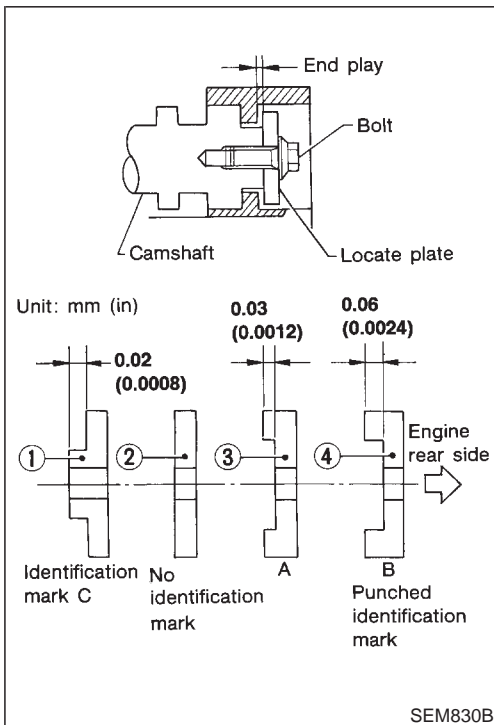 End play
Bolt
Camshaft
Locate plate
Unit: mm (in)
0.02
(0.0008)
0.03
(0.0012)
0.06
(0.0024)
1
2
3
4
Engine
rear side
Identification
mark C
No
identification
mark
A
B
Punched
identification
mark
SEM830B